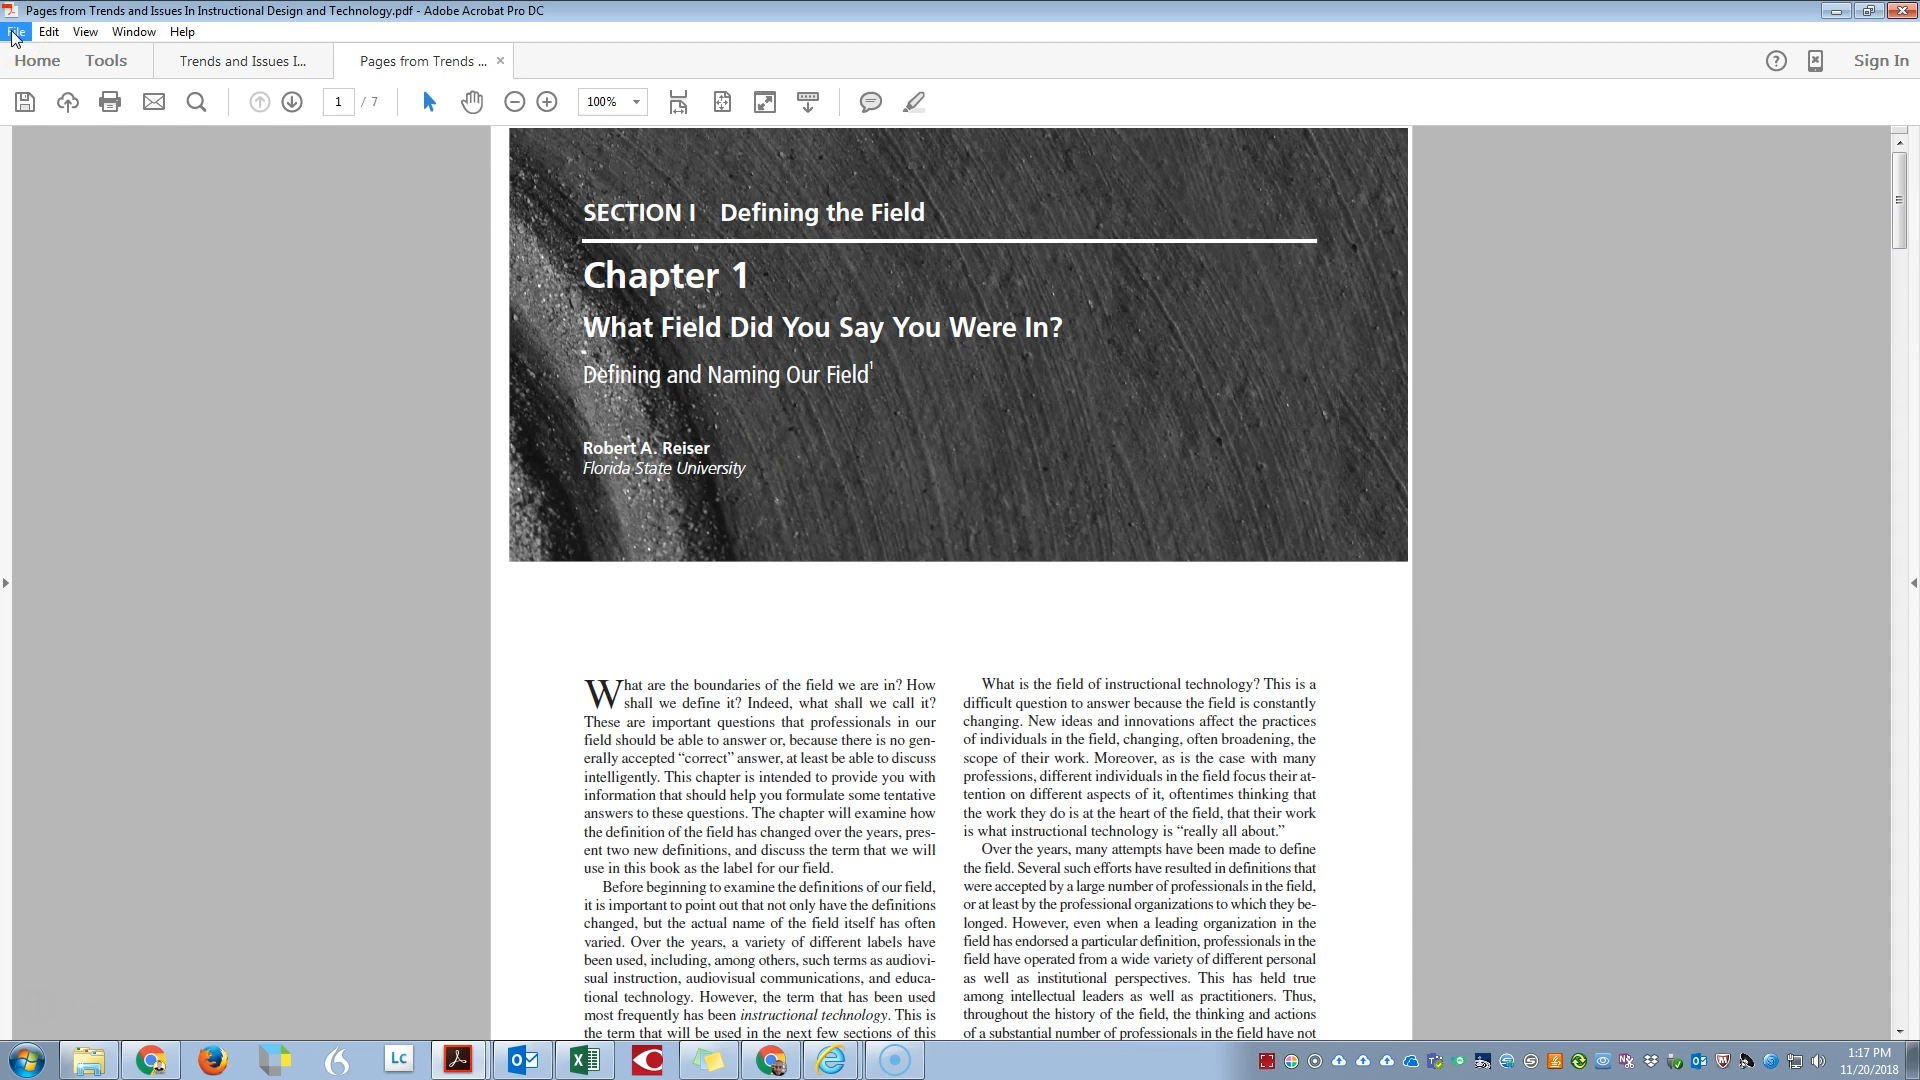 Pages from Trends and Issues In Instructional Design and Technology.pdf - Adobe Acrobat Pro DC
File Edit View Window Help
Home Tools Trends and Issues I... Pages from Trends ... × Sign In
1 / 7 100%
SECTION I Defining the Field
Chapter 1
What Field Did You Say You Were In?
Defining and Naming Our Field¹
Robert A. Reiser
Florida State University
What are the boundaries of the field we are in? How
shall we define it? Indeed, what shall we call it?
These are important questions that professionals in our
field should be able to answer or, because there is no gen-
erally accepted “correct” answer, at least be able to discuss
intelligently. This chapter is intended to provide you with
information that should help you formulate some tentative
answers to these questions. The chapter will examine how
the definition of the field has changed over the years, pres-
ent two new definitions, and discuss the term that we will
use in this book as the label for our field.
Before beginning to examine the definitions of our field,
it is important to point out that not only have the definitions
changed, but the actual name of the field itself has often
varied. Over the years, a variety of different labels have
been used, including, among others, such terms as audiovi-
sual instruction, audiovisual communications, and educa-
tional technology. However, the term that has been used
most frequently has been instructional technology. This is
the term that will be used in the next few sections of this
What is the field of instructional technology? This is a
difficult question to answer because the field is constantly
changing. New ideas and innovations affect the practices
of individuals in the field, changing, often broadening, the
scope of their work. Moreover, as is the case with many
professions, different individuals in the field focus their at-
tention on different aspects of it, oftentimes thinking that
the work they do is at the heart of the field, that their work
is what instructional technology is “really all about.”
Over the years, many attempts have been made to define
the field. Several such efforts have resulted in definitions that
were accepted by a large number of professionals in the field,
or at least by the professional organizations to which they be-
longed. However, even when a leading organization in the
field has endorsed a particular definition, professionals in the
field have operated from a wide variety of different personal
as well as institutional perspectives. This has held true
among intellectual leaders as well as practitioners. Thus,
throughout the history of the field, the thinking and actions
of a substantial number of professionals in the field have not
Lc
1:17 PM
11/20/2018